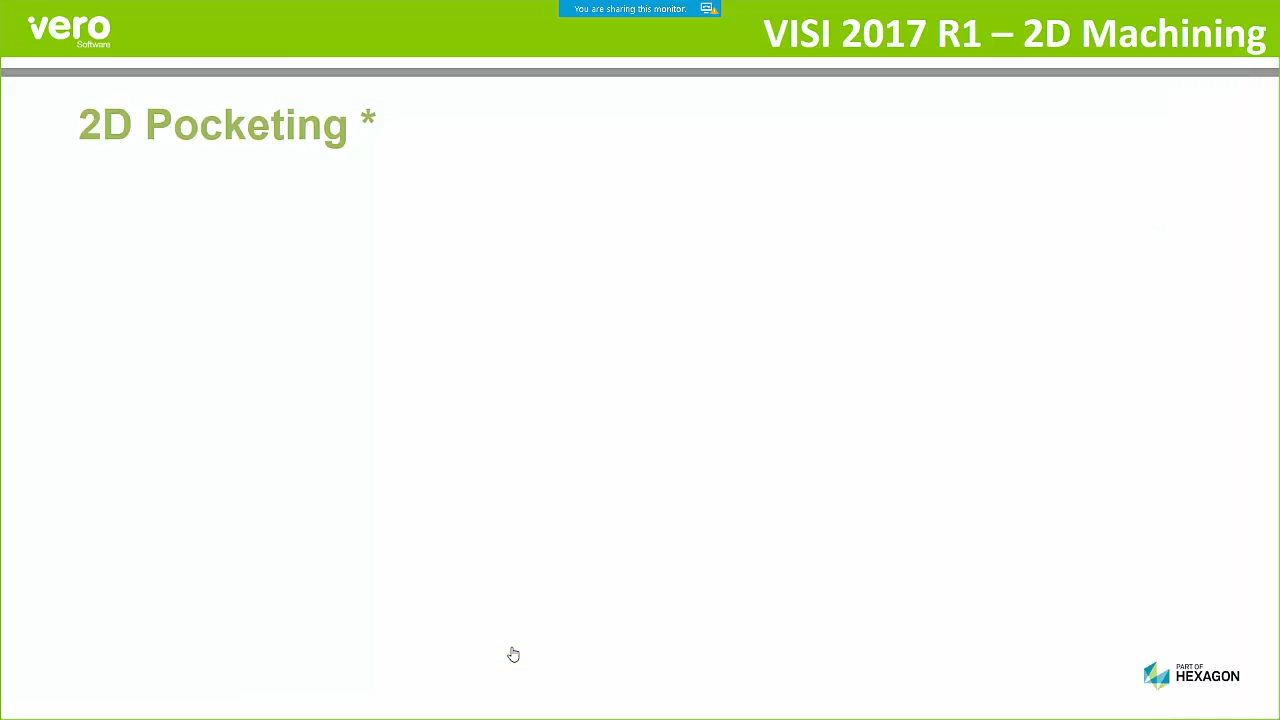 You are sharing this monitor.
vero
Software
VISI 2017 R1 – 2D Machining
2D Pocketing *
PART OF
HEXAGON